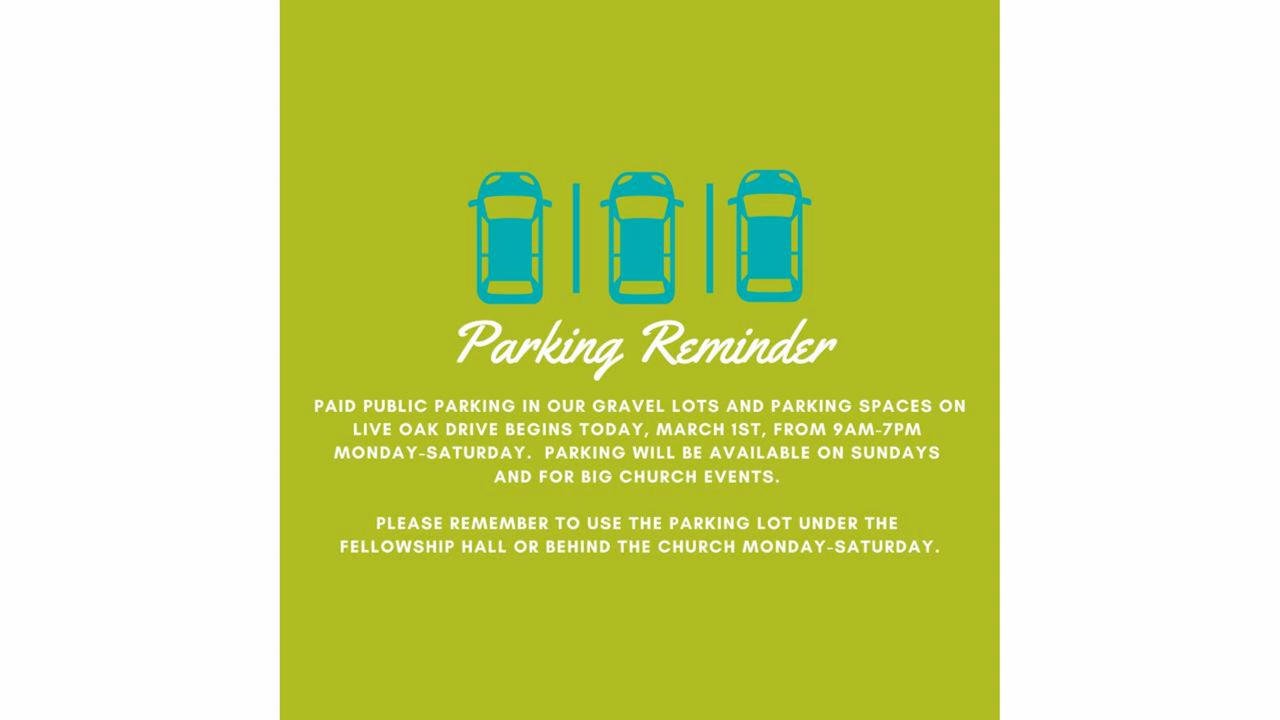 Parking Reminder
PAID PUBLIC PARKING IN OUR GRAVEL LOTS AND PARKING SPACES ON
LIVE OAK DRIVE BEGINS TODAY, MARCH 1ST, FROM 9AM-7PM
MONDAY-SATURDAY.  PARKING WILL BE AVAILABLE ON SUNDAYS
AND FOR BIG CHURCH EVENTS.
PLEASE REMEMBER TO USE THE PARKING LOT UNDER THE
FELLOWSHIP HALL OR BEHIND THE CHURCH MONDAY-SATURDAY.